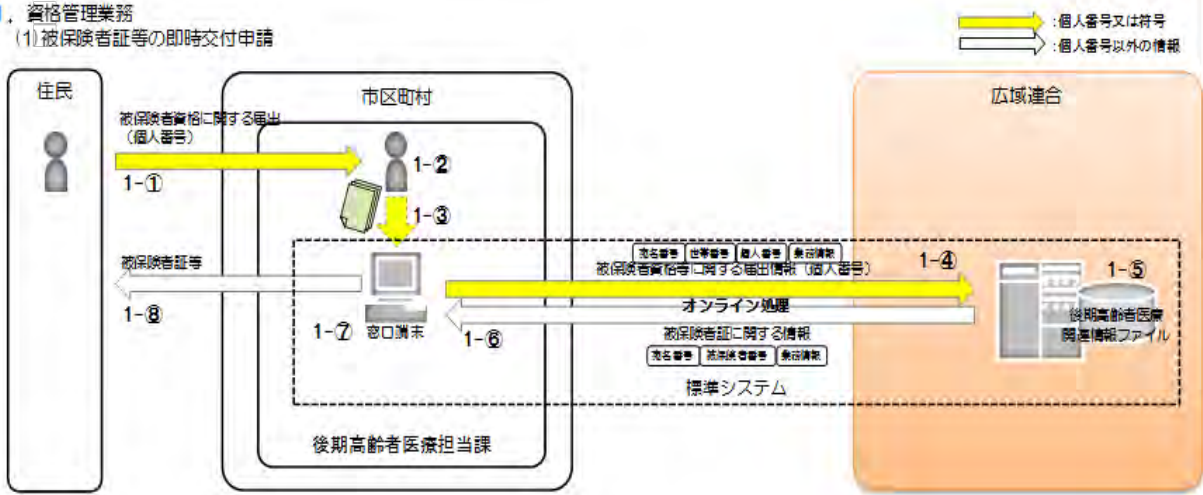 1．資格管理業務
(1)被保険者証等の即時交付申請
：個人番号又は符号
：個人番号以外の情報
住民
市区町村
広域連合
被保険者資格に関する届出
（個人番号）
1-①
1-②
1-③
宛名番号 世帯番号 個人番号 業務情報
被保険者資格等に関する届出情報（個人番号）
1-④
1-⑤
被保険者証等
オンライン処理
後期高齢者医療
関連情報ファイル
1-⑧
1-⑦
窓口端末
1-⑥
被保険者証に関する情報
宛名番号 被保険者番号 業務情報
標準システム
後期高齢者医療担当課